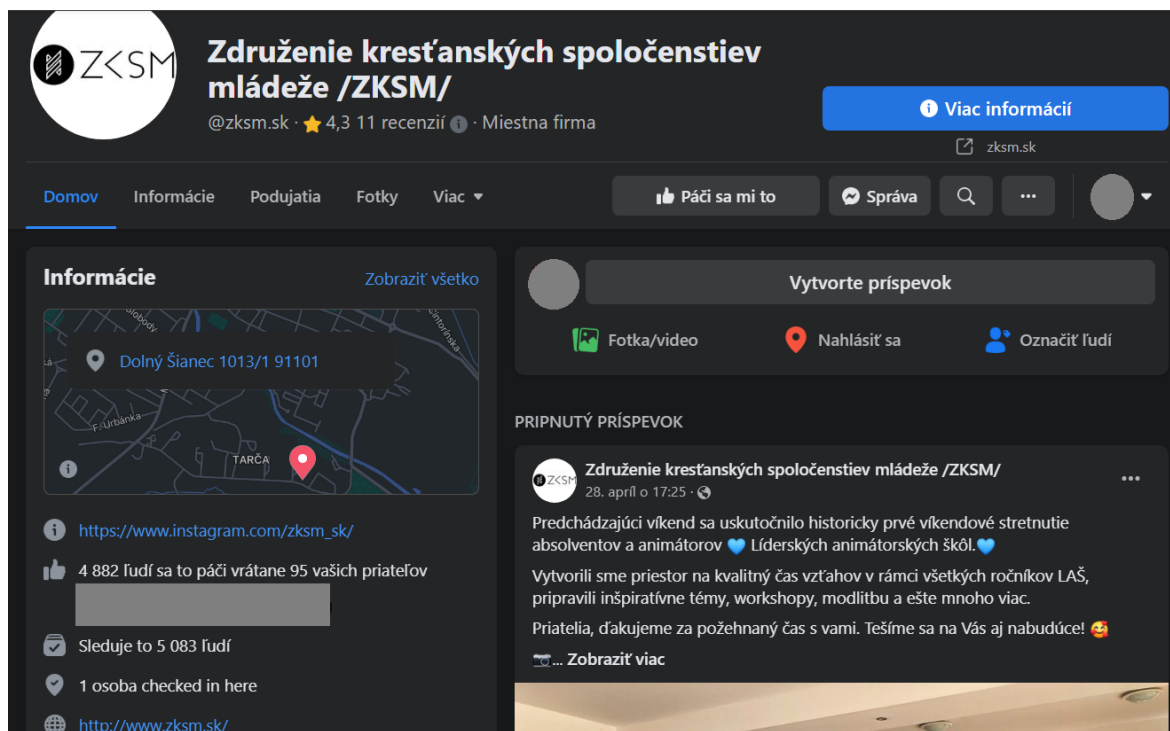 ZKSM
Združenie kresťanských spoločenstiev
mládeže /ZKSM/
@zksm.sk · 4,3 11 recenzií · Miestna firma
Viac informácií
zksm.sk
Domov
Informácie
Podujatia
Fotky
Viac
Páči sa mi to
Správa
Informácie
Zobraziť všetko
Dolný Šianec 1013/1 91101
Cintorínska
F. Urbánka
TARČA
https://www.instagram.com/zksm_sk/
4 882 ľudí sa to páči vrátane 95 vašich priateľov
Sleduje to 5 083 ľudí
1 osoba checked in here
http://www.zksm.sk/
Vytvorte príspevok
Fotka/video
Nahlásiť sa
Označiť ľudí
PRIPNUTÝ PRÍSPEVOK
ZKSM
Združenie kresťanských spoločenstiev mládeže /ZKSM/
28. apríl o 17:25 ·
Predchádzajúci víkend sa uskutočnilo historicky prvé víkendové stretnutie
absolventov a animátorov 💙 Líderských animátorských škôl.💙
Vytvorili sme priestor na kvalitný čas vzťahov v rámci všetkých ročníkov LAŠ,
pripravili inšpiratívne témy, workshopy, modlitbu a ešte mnoho viac.
Priatelia, ďakujeme za požehnaný čas s vami. Tešíme sa na Vás aj nabudúce! 🥰
📷... Zobraziť viac